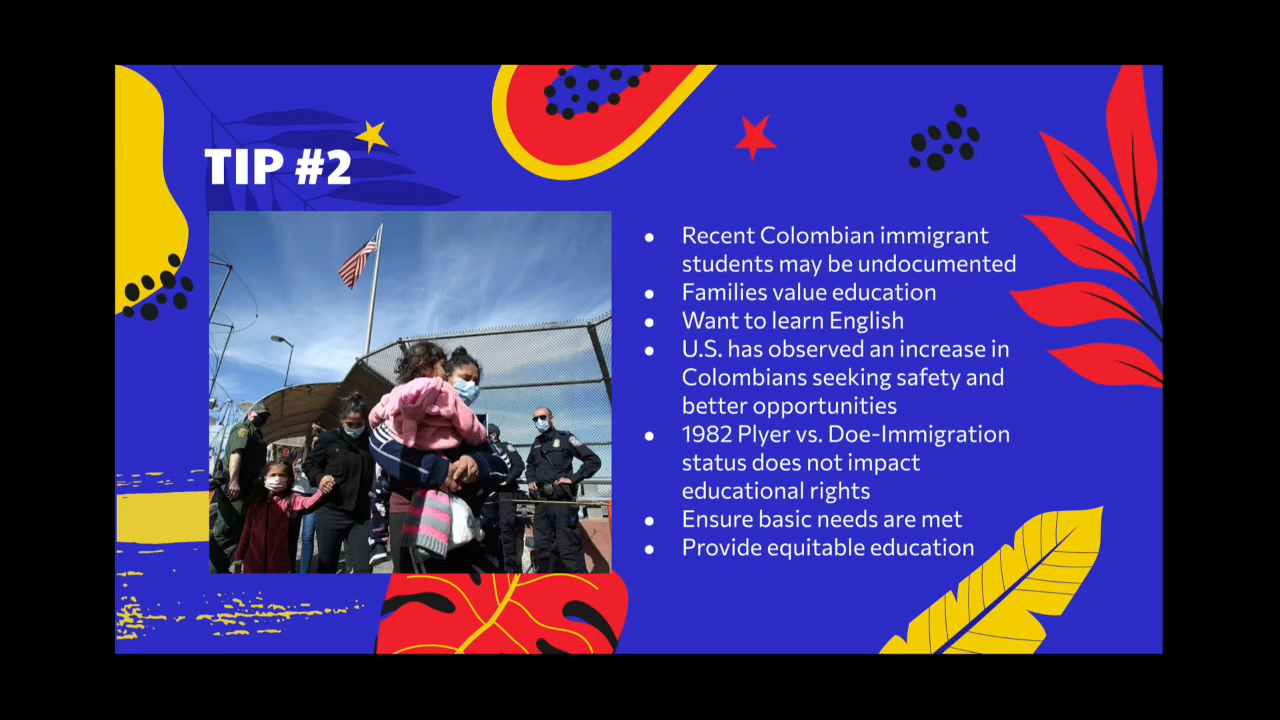 TIP #2
● Recent Colombian immigrant
students may be undocumented
● Families value education
● Want to learn English
● U.S. has observed an increase in
Colombians seeking safety and
better opportunities
● 1982 Plyer vs. Doe-Immigration
status does not impact
educational rights
● Ensure basic needs are met
● Provide equitable education